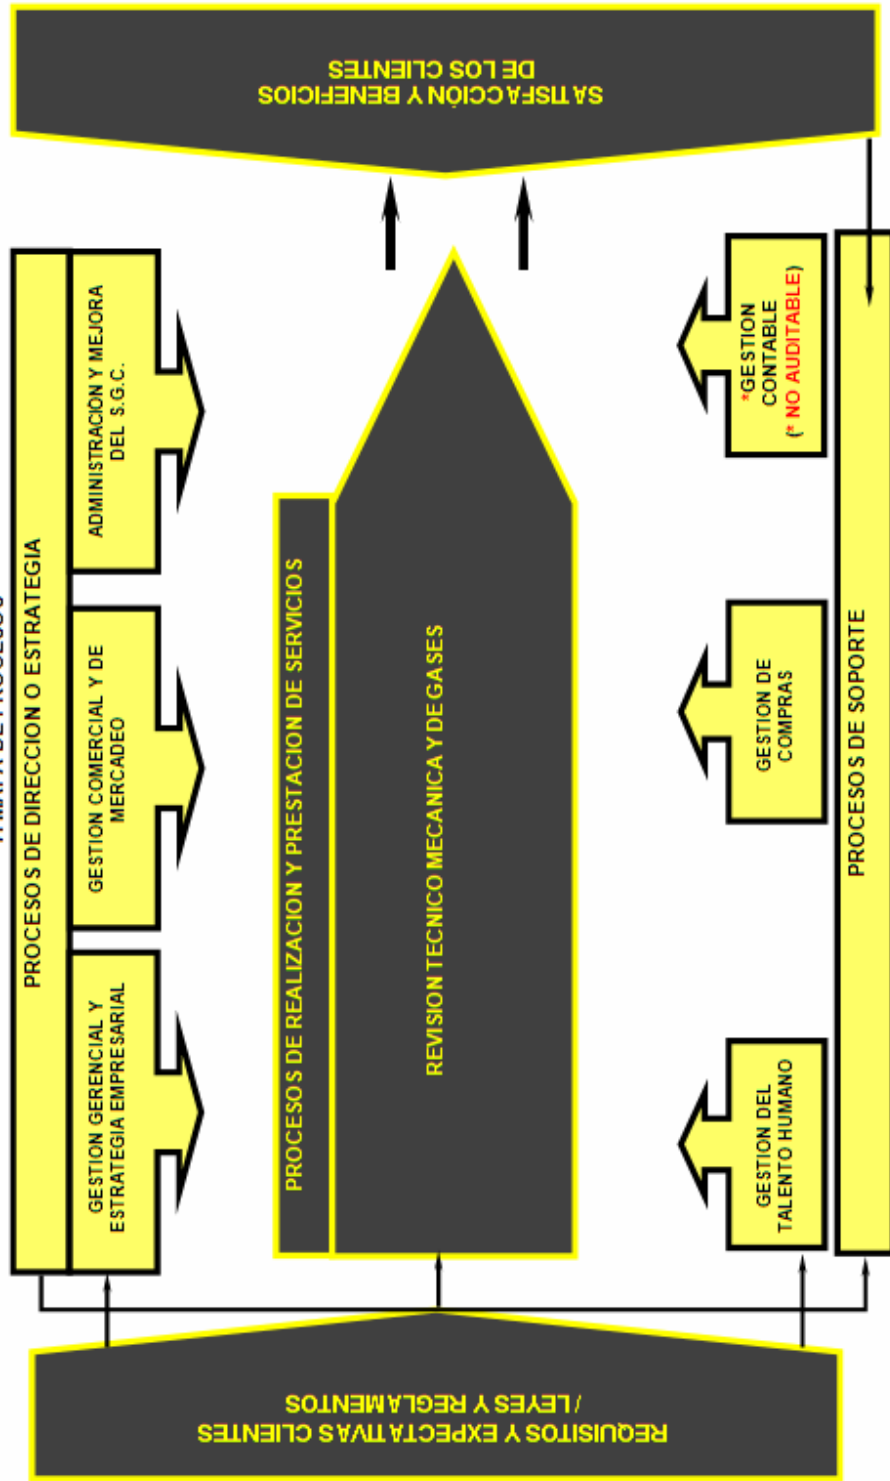 PROCESOS DE DIRECCION O ESTRATEGIA
GESTION GERENCIAL Y
ESTRATEGIA EMPRESARIAL
GESTION COMERCIAL Y DE
MERCADEO
ADMINISTRACION Y MEJORA
DEL S.G.C.
REQUISITOS Y EXPECTATIVAS CLIENTES
/ LEYES Y REGLAMENTOS
PROCESOS DE REALIZACION Y PRESTACION DE SERVICIOS
REVISION TECNICO MECANICA Y DE GASES
SATISFACCIÓN Y BENEFICIOS
DE LOS CLIENTES
GESTION DEL
TALENTO HUMANO
GESTION DE
COMPRAS
*GESTION
CONTABLE
(* NO AUDITABLE)
PROCESOS DE SOPORTE